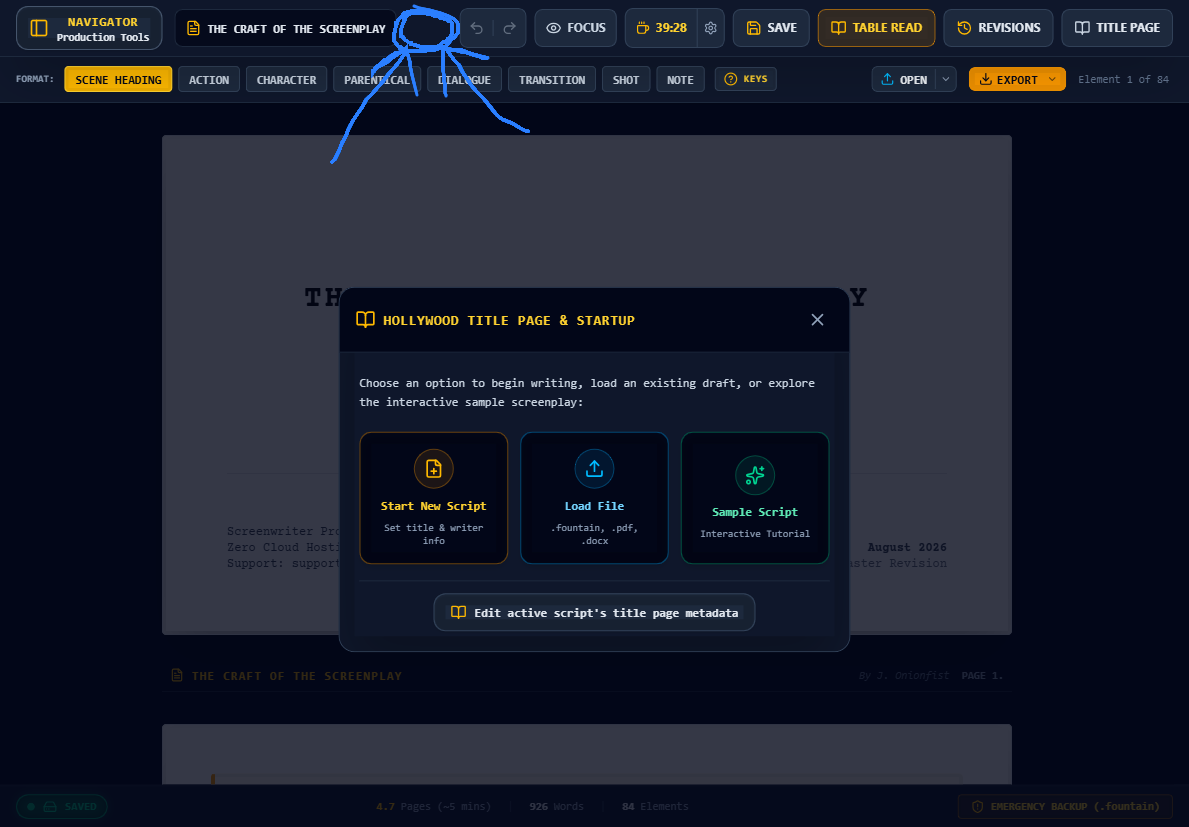 NAVIGATOR
Production Tools
THE CRAFT OF THE SCREENPLAY
FOCUS
39:28
SAVE
TABLE READ
REVISIONS
TITLE PAGE
FORMAT:
SCENE HEADING
ACTION
CHARACTER
PARENTICAL
DIALOGUE
TRANSITION
SHOT
NOTE
KEYS
OPEN
EXPORT
Element 1 of 84
TH
Y
HOLLYWOOD TITLE PAGE & STARTUP
Choose an option to begin writing, load an existing draft, or explore
the interactive sample screenplay:
Start New Script
Set title & writer
info
Load File
.fountain, .pdf,
.docx
Sample Script
Interactive Tutorial
Edit active script's title page metadata
Screenwriter Pr
Zero Cloud Hosti
Support: support
August 2026
aster Revision
THE CRAFT OF THE SCREENPLAY
By J. Onionfist
PAGE 1.
SAVED
4.7 Pages (~5 mins)
926 Words
84 Elements
EMERGENCY BACKUP (.fountain)